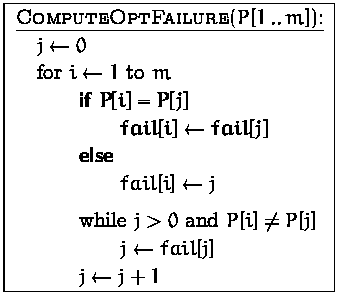 COMPUTEOPTFAILURE(P[1 .. m]):
j ← 0
for i ← 1 to m
if P[i] = P[j]
fail[i] ← fail[j]
else
fail[i] ← j
while j > 0 and P[i] ≠ P[j]
j ← fail[j]
j ← j + 1